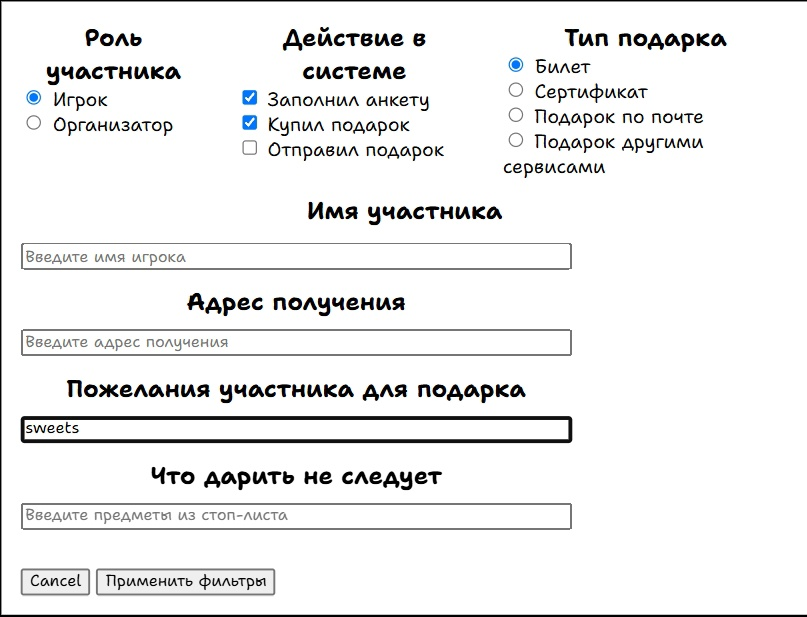 Роль
участника
Игрок
Организатор
Действие в
системе
Заполнил анкету
Купил подарок
Отправил подарок
Тип подарка
Билет
Сертификат
Подарок по почте
Подарок другими
сервисами
Имя участника
Введите имя игрока
Адрес получения
Введите адрес получения
Пожелания участника для подарка
sweets
Что дарить не следует
Введите предметы из стоп-листа
Cancel
Применить фильтры